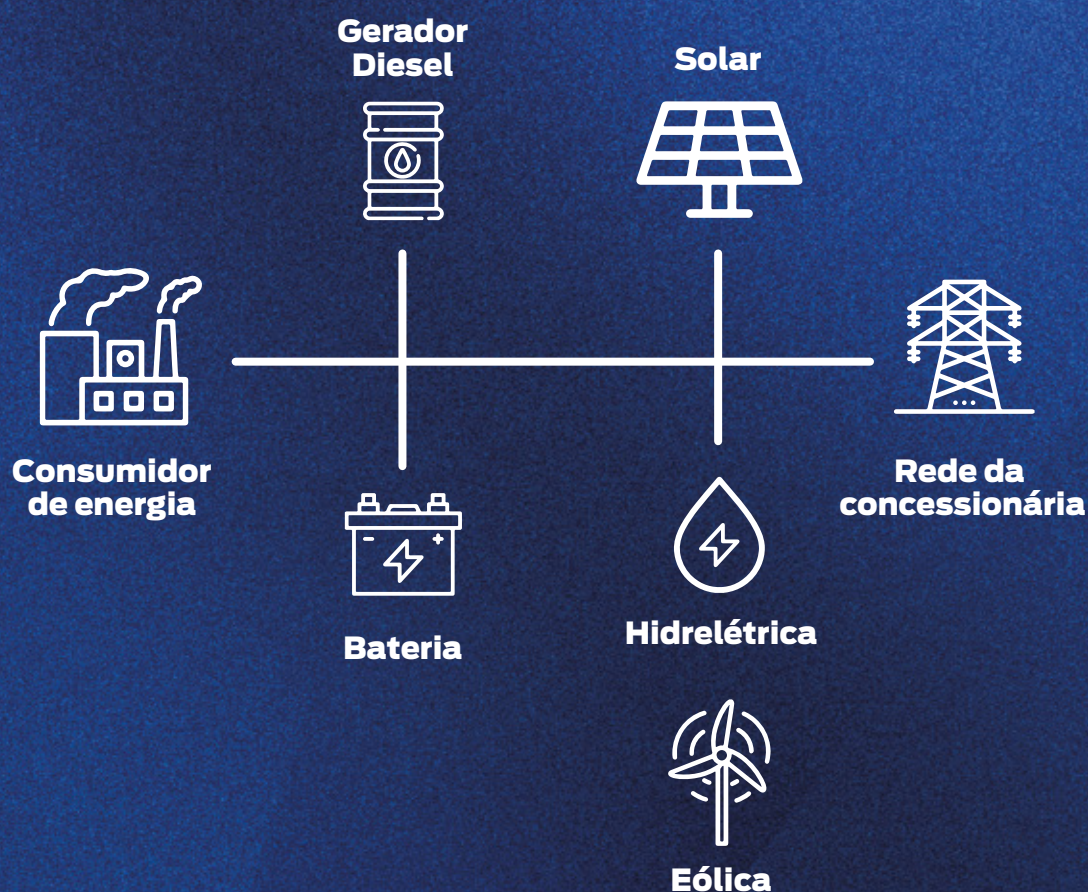 Gerador
Diesel
Solar
Consumidor
de energia
Rede da
concessionária
Bateria
Hidrelétrica
Eólica